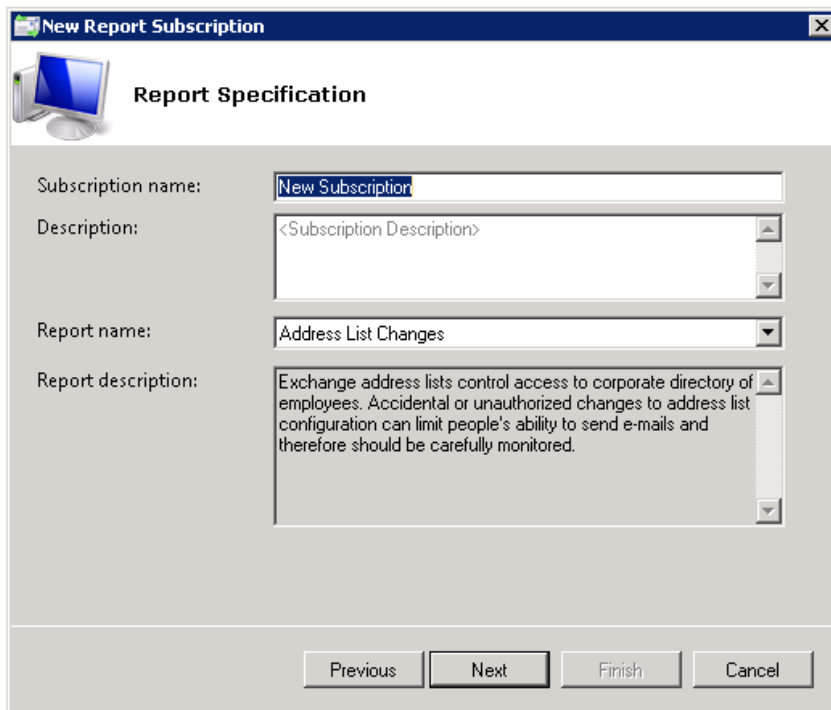 New Report Subscription
Report Specification
Subscription name:
New Subscription
Description:
<Subscription Description>
Report name:
Address List Changes
Report description:
Exchange address lists control access to corporate directory of
employees. Accidental or unauthorized changes to address list
configuration can limit people's ability to send e-mails and
therefore should be carefully monitored.
Previous
Next
Finish
Cancel